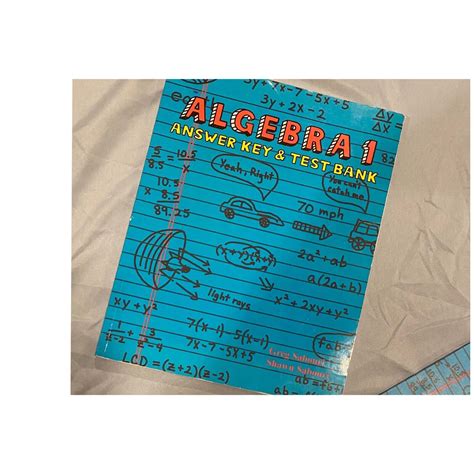 3y + 7x - 7 - 5x + 5
3y + 2x - 2
Δy
Δx
ALGEBRA 1
ANSWER KEY & TEST BANK
5/8.5 = 10.5/x
10.5
x 8.5
89.25
Yeah, Right
You can't
catch me.
70 mph
(x+y)(x+y)
2a² + ab
a(2a+b)
x² + 2xy + y²
light rays
xy + y²
7(x-1) - 5(x-1)
7x - 7 - 5x + 5
LCD = (z+2)(z-2)
Greg Sabouri
Shawn Sabouri